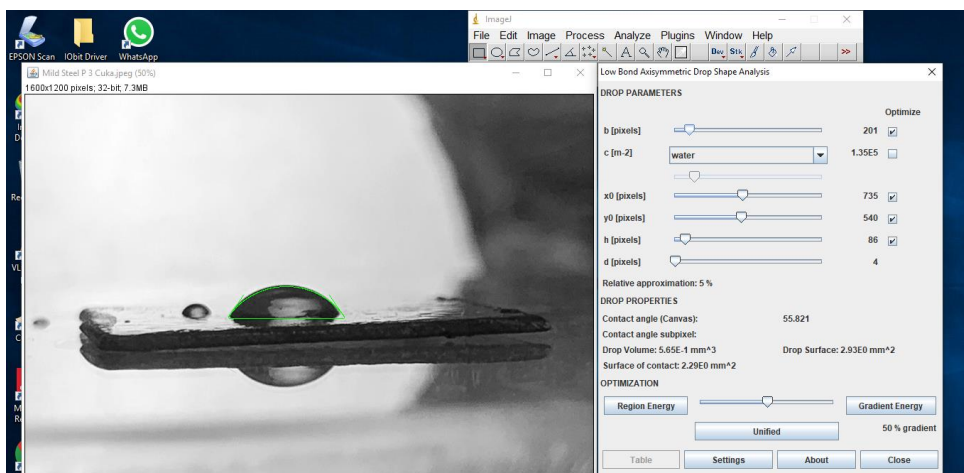 EPSON Scan IObit Driver WhatsApp
ImageJ
File Edit Image Process Analyze Plugins Window Help
Dev Stk >>
Mild Steel P 3 Cuka.jpeg (50%)
1600x1200 pixels; 32-bit; 7.3MB
Low Bond Axisymmetric Drop Shape Analysis
DROP PARAMETERS
Optimize
b [pixels] 201
c [m-2] water 1.35E5
x0 [pixels] 735
y0 [pixels] 540
h [pixels] 86
d [pixels] 4
Relative approximation: 5 %
DROP PROPERTIES
Contact angle (Canvas): 55.821
Contact angle subpixel:
Drop Volume: 5.65E-1 mm^3 Drop Surface: 2.93E0 mm^2
Surface of contact: 2.29E0 mm^2
OPTIMIZATION
Region Energy Gradient Energy
Unified 50 % gradient
Table Settings About Close